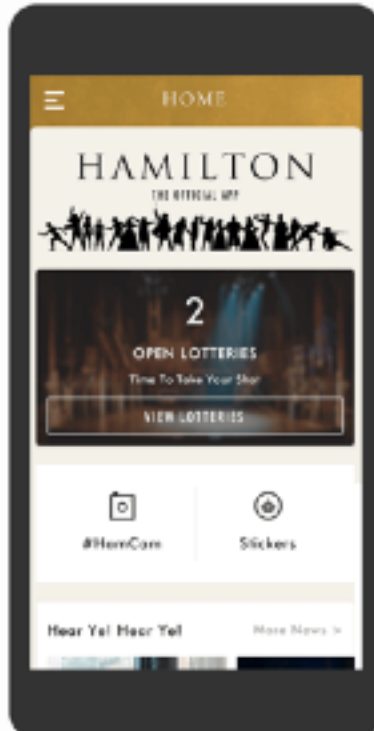 HOME
HAMILTON
THE OFFICIAL APP
2
OPEN LOTTERIES
Time To Take Your Shot
VIEW LOTTERIES
#HamCam
Stickers
Hear Ye! Hear Ye!
More News >